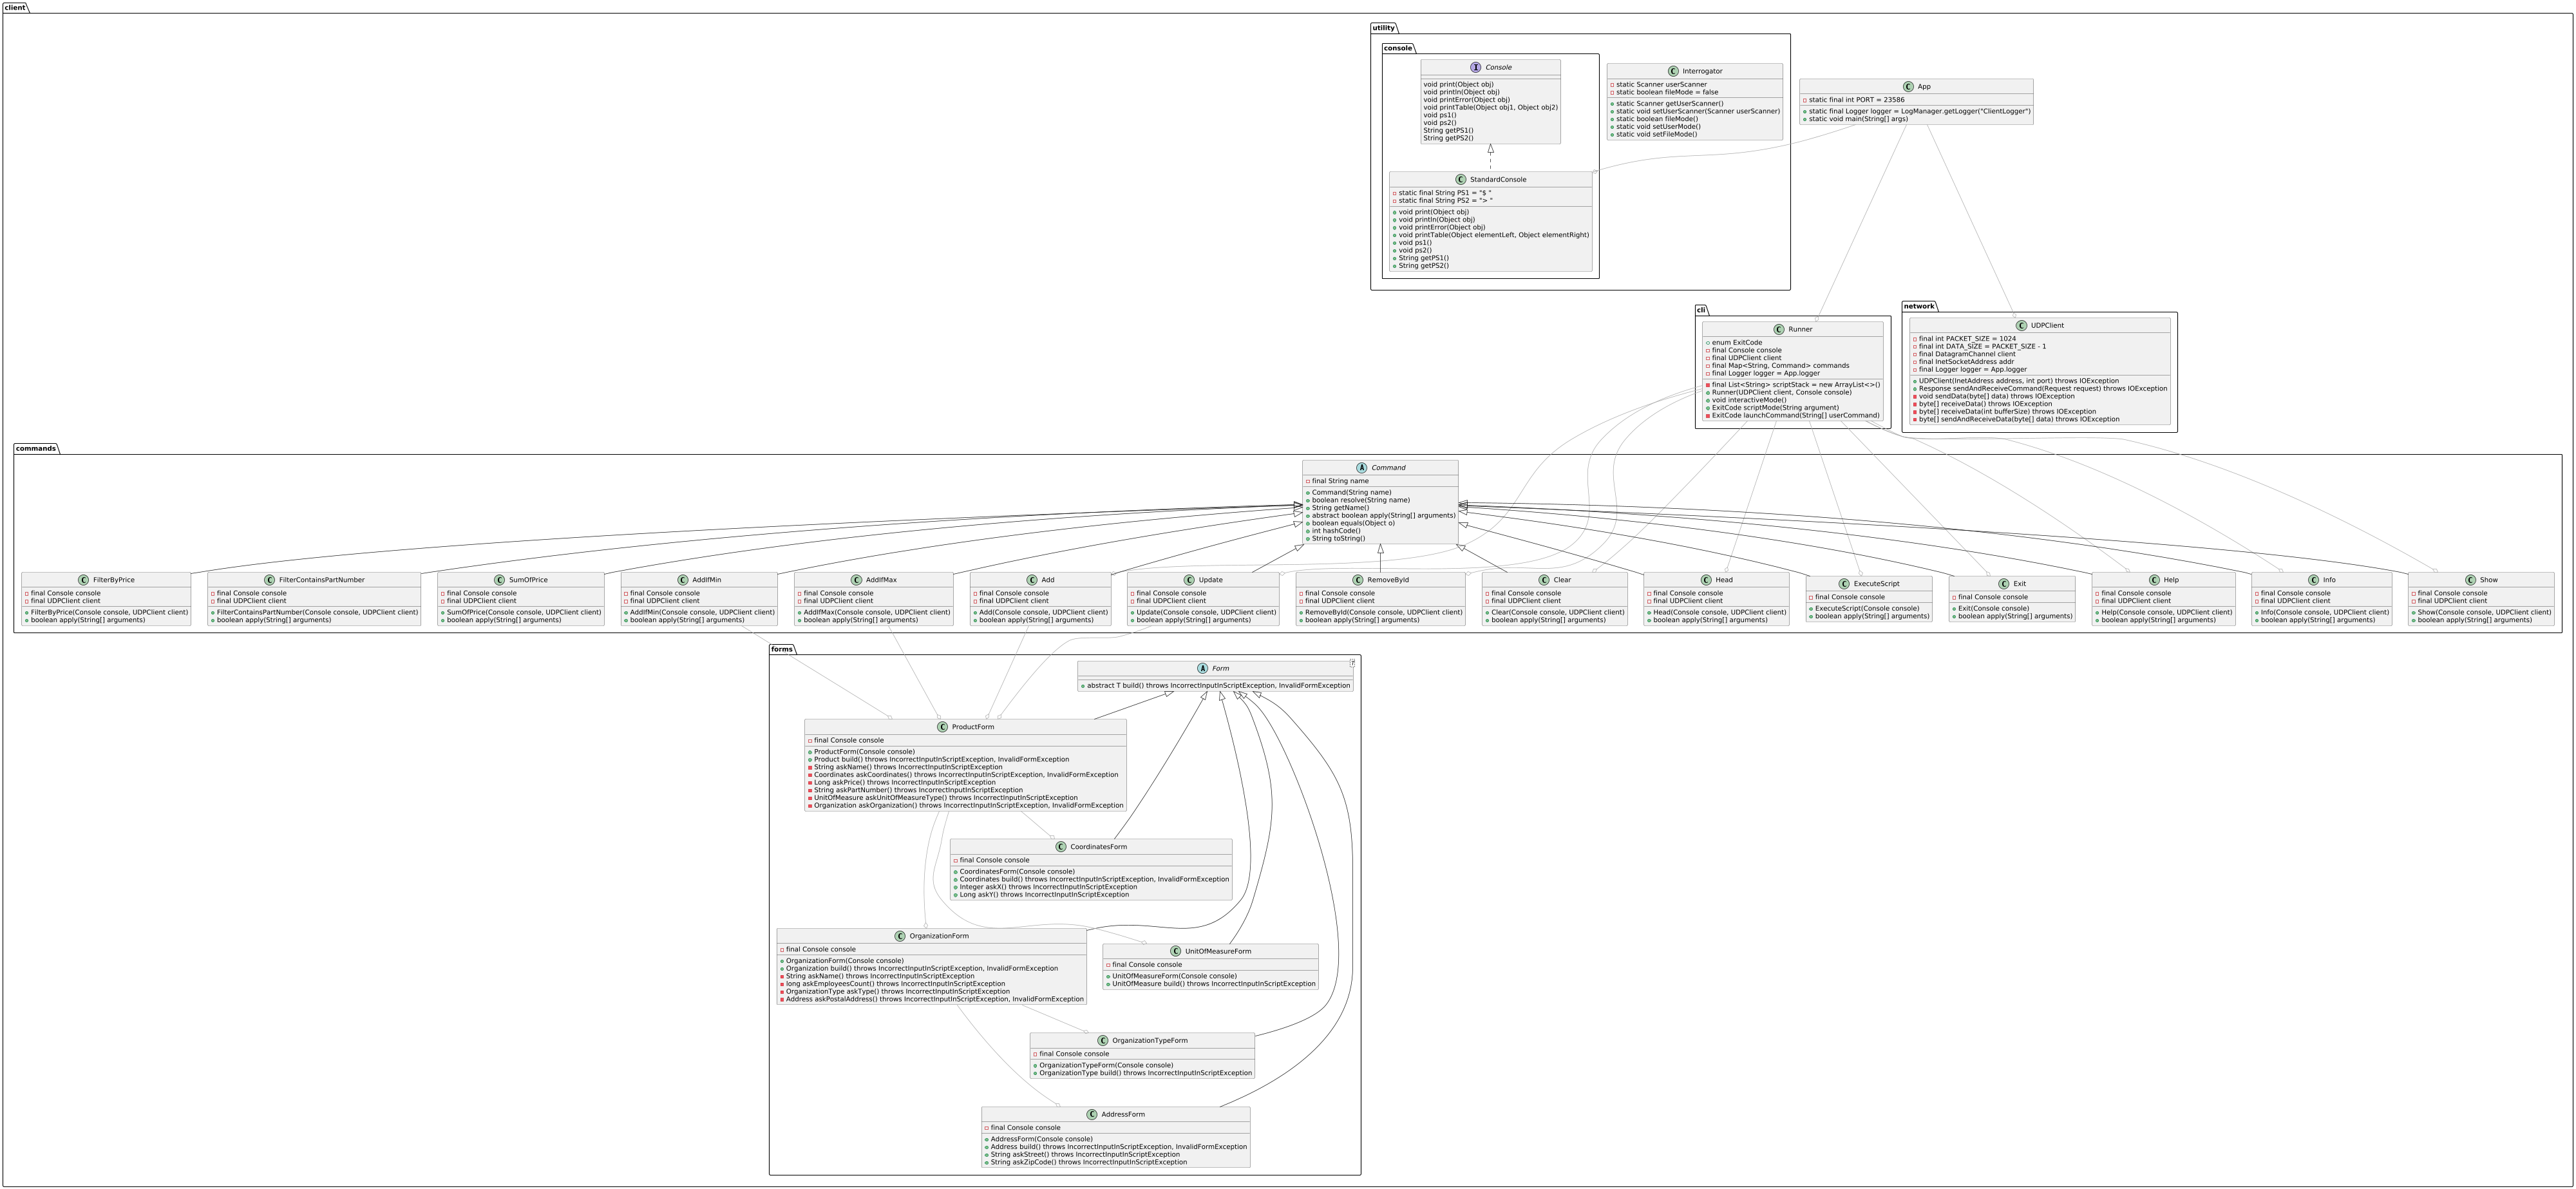 client
utility
console
I Console
void print(Object obj)
void println(Object obj)
void printError(Object obj)
void printTable(Object obj1, Object obj2)
void ps1()
void ps2()
String getPS1()
String getPS2()
C StandardConsole
static final String PS1 = "$ "
static final String PS2 = "> "
void print(Object obj)
void println(Object obj)
void printError(Object obj)
void printTable(Object elementLeft, Object elementRight)
void ps1()
void ps2()
String getPS1()
String getPS2()
C Interrogator
static Scanner userScanner
static boolean fileMode = false
static Scanner getUserScanner()
static void setUserScanner(Scanner userScanner)
static boolean fileMode()
static void setUserMode()
static void setFileMode()
C App
static final int PORT = 23586
static final Logger logger = LogManager.getLogger("ClientLogger")
static void main(String[] args)
cli
C Runner
enum ExitCode
final Console console
final UDPClient client
final Map<String, Command> commands
final Logger logger = App.logger
final List<String> scriptStack = new ArrayList<>()
Runner(UDPClient client, Console console)
void interactiveMode()
ExitCode scriptMode(String argument)
ExitCode launchCommand(String[] userCommand)
network
C UDPClient
final int PACKET_SIZE = 1024
final int DATA_SIZE = PACKET_SIZE - 1
final DatagramChannel client
final InetSocketAddress addr
final Logger logger = App.logger
UDPClient(InetAddress address, int port) throws IOException
Response sendAndReceiveCommand(Request request) throws IOException
void sendData(byte[] data) throws IOException
byte[] receiveData() throws IOException
byte[] receiveData(int bufferSize) throws IOException
byte[] sendAndReceiveData(byte[] data) throws IOException
commands
A Command
final String name
Command(String name)
boolean resolve(String name)
String getName()
abstract boolean apply(String[] arguments)
boolean equals(Object o)
int hashCode()
String toString()
C FilterByPrice
final Console console
final UDPClient client
FilterByPrice(Console console, UDPClient client)
boolean apply(String[] arguments)
C FilterContainsPartNumber
final Console console
final UDPClient client
FilterContainsPartNumber(Console console, UDPClient client)
boolean apply(String[] arguments)
C SumOfPrice
final Console console
final UDPClient client
SumOfPrice(Console console, UDPClient client)
boolean apply(String[] arguments)
C AddIfMin
final Console console
final UDPClient client
AddIfMin(Console console, UDPClient client)
boolean apply(String[] arguments)
C AddIfMax
final Console console
final UDPClient client
AddIfMax(Console console, UDPClient client)
boolean apply(String[] arguments)
C Add
final Console console
final UDPClient client
Add(Console console, UDPClient client)
boolean apply(String[] arguments)
C Update
final Console console
final UDPClient client
Update(Console console, UDPClient client)
boolean apply(String[] arguments)
C RemoveById
final Console console
final UDPClient client
RemoveById(Console console, UDPClient client)
boolean apply(String[] arguments)
C Clear
final Console console
final UDPClient client
Clear(Console console, UDPClient client)
boolean apply(String[] arguments)
C Head
final Console console
final UDPClient client
Head(Console console, UDPClient client)
boolean apply(String[] arguments)
C ExecuteScript
final Console console
ExecuteScript(Console console)
boolean apply(String[] arguments)
C Exit
final Console console
Exit(Console console)
boolean apply(String[] arguments)
C Help
final Console console
final UDPClient client
Help(Console console, UDPClient client)
boolean apply(String[] arguments)
C Info
final Console console
final UDPClient client
Info(Console console, UDPClient client)
boolean apply(String[] arguments)
C Show
final Console console
final UDPClient client
Show(Console console, UDPClient client)
boolean apply(String[] arguments)
forms
A Form T
abstract T build() throws IncorrectInputInScriptException, InvalidFormException
C ProductForm
final Console console
ProductForm(Console console)
Product build() throws IncorrectInputInScriptException, InvalidFormException
String askName() throws IncorrectInputInScriptException
Coordinates askCoordinates() throws IncorrectInputInScriptException, InvalidFormException
Long askPrice() throws IncorrectInputInScriptException
String askPartNumber() throws IncorrectInputInScriptException
UnitOfMeasure askUnitOfMeasureType() throws IncorrectInputInScriptException
Organization askOrganization() throws IncorrectInputInScriptException, InvalidFormException
C CoordinatesForm
final Console console
CoordinatesForm(Console console)
Coordinates build() throws IncorrectInputInScriptException, InvalidFormException
Integer askX() throws IncorrectInputInScriptException
Long askY() throws IncorrectInputInScriptException
C OrganizationForm
final Console console
OrganizationForm(Console console)
Organization build() throws IncorrectInputInScriptException, InvalidFormException
String askName() throws IncorrectInputInScriptException
long askEmployeesCount() throws IncorrectInputInScriptException
OrganizationType askType() throws IncorrectInputInScriptException
Address askPostalAddress() throws IncorrectInputInScriptException, InvalidFormException
C UnitOfMeasureForm
final Console console
UnitOfMeasureForm(Console console)
UnitOfMeasure build() throws IncorrectInputInScriptException
C OrganizationTypeForm
final Console console
OrganizationTypeForm(Console console)
OrganizationType build() throws IncorrectInputInScriptException
C AddressForm
final Console console
AddressForm(Console console)
Address build() throws IncorrectInputInScriptException, InvalidFormException
String askStreet() throws IncorrectInputInScriptException
String askZipCode() throws IncorrectInputInScriptException